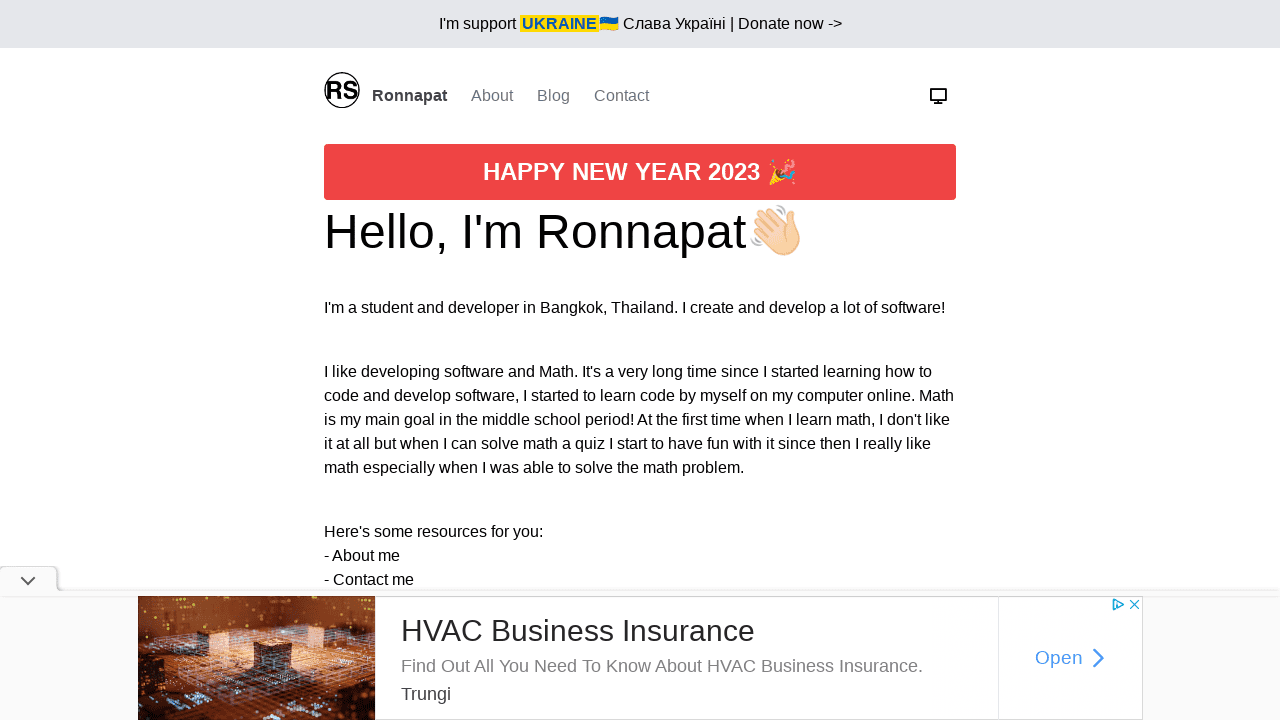 I'm support UKRAINE🇺🇦 Слава Україні | Donate now ->
RS Ronnapat About Blog Contact
HAPPY NEW YEAR 2023 🎉
Hello, I'm Ronnapat👋🏻
I'm a student and developer in Bangkok, Thailand. I create and develop a lot of software!
I like developing software and Math. It's a very long time since I started learning how to
code and develop software, I started to learn code by myself on my computer online. Math
is my main goal in the middle school period! At the first time when I learn math, I don't like
it at all but when I can solve math a quiz I start to have fun with it since then I really like
math especially when I was able to solve the math problem.
Here's some resources for you:
- About me
- Contact me
HVAC Business Insurance
Find Out All You Need To Know About HVAC Business Insurance.
Trungi
Open